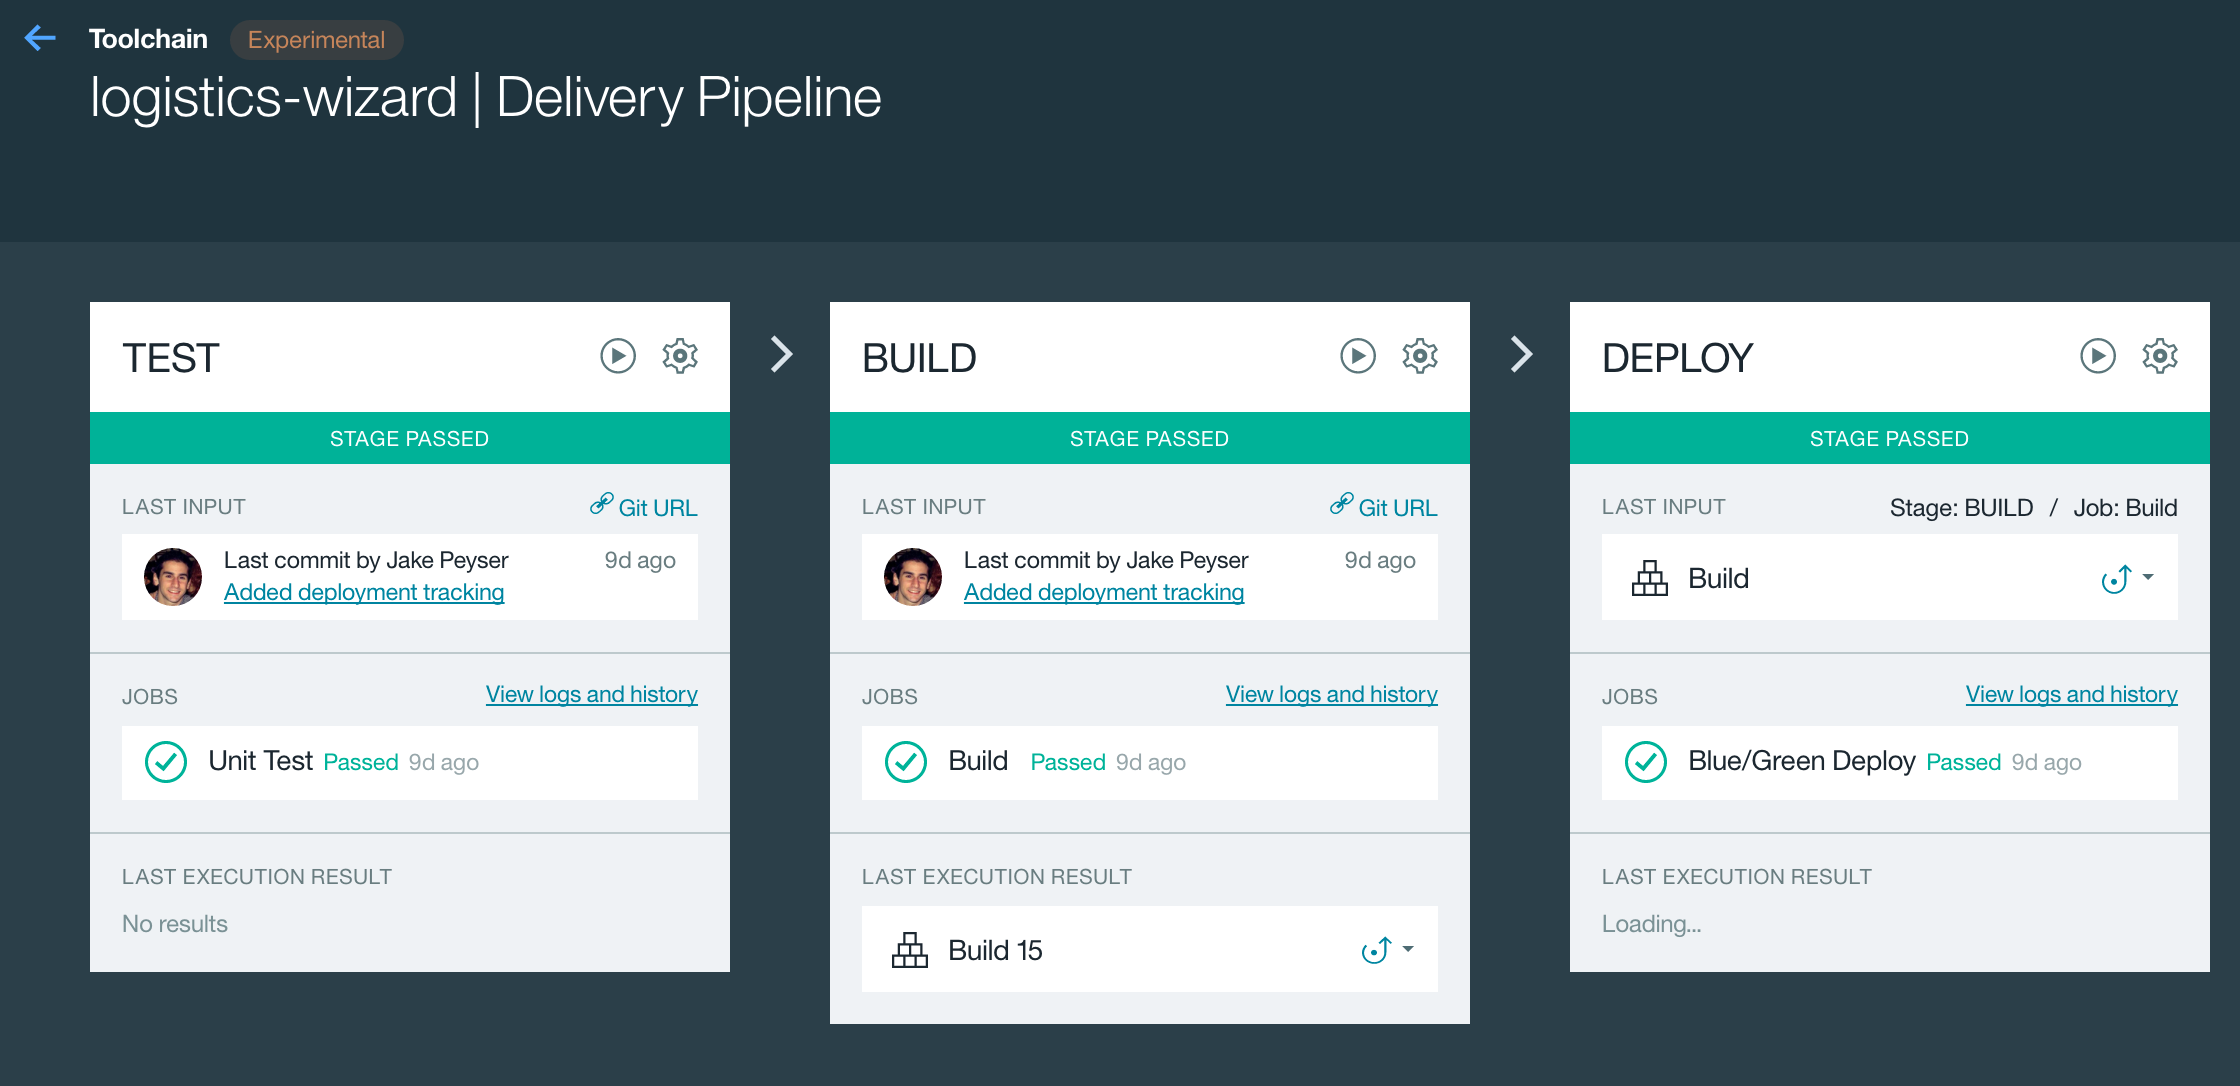 Toolchain Experimental
logistics-wizard | Delivery Pipeline
TEST
STAGE PASSED
LAST INPUT Git URL
Last commit by Jake Peyser 9d ago
Added deployment tracking
JOBS View logs and history
Unit Test Passed 9d ago
LAST EXECUTION RESULT
No results
BUILD
STAGE PASSED
LAST INPUT Git URL
Last commit by Jake Peyser 9d ago
Added deployment tracking
JOBS View logs and history
Build Passed 9d ago
LAST EXECUTION RESULT
Build 15
DEPLOY
STAGE PASSED
LAST INPUT Stage: BUILD / Job: Build
Build
JOBS View logs and history
Blue/Green Deploy Passed 9d ago
LAST EXECUTION RESULT
Loading...